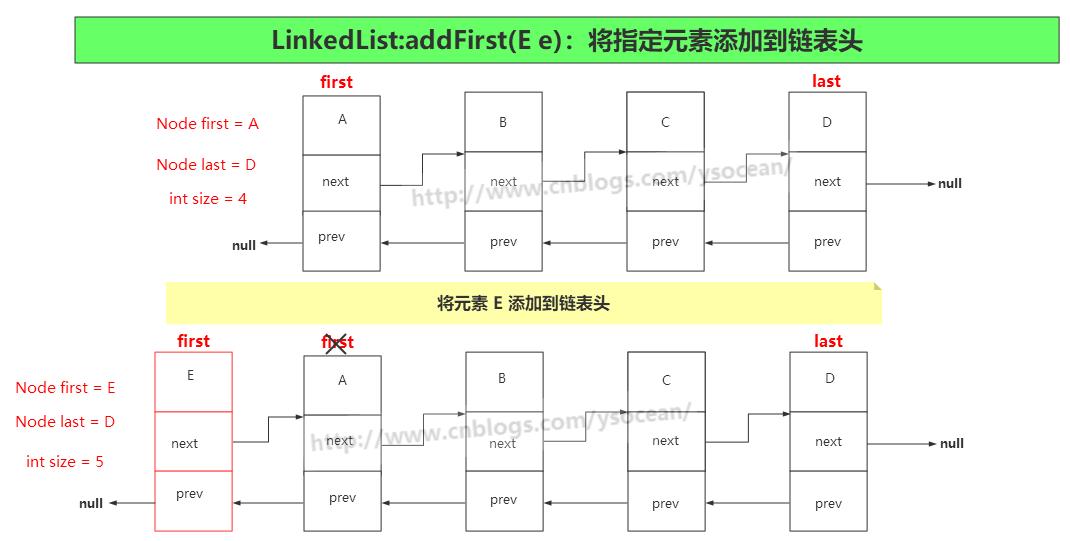 LinkedList:addFirst(E e)：将指定元素添加到链表头
first
last
Node first = A
A
B
C
D
Node last = D
next
next
next
next
null
int size = 4
http://www.cnblogs.com/ysocean/
null
prev
prev
prev
prev
将元素 E 添加到链表头
first
first
last
Node first = E
E
A
B
C
D
Node last = D
next
next
next
next
next
null
http://www.cnblogs.com/ysocean/
int size = 5
null
prev
prev
prev
prev
prev